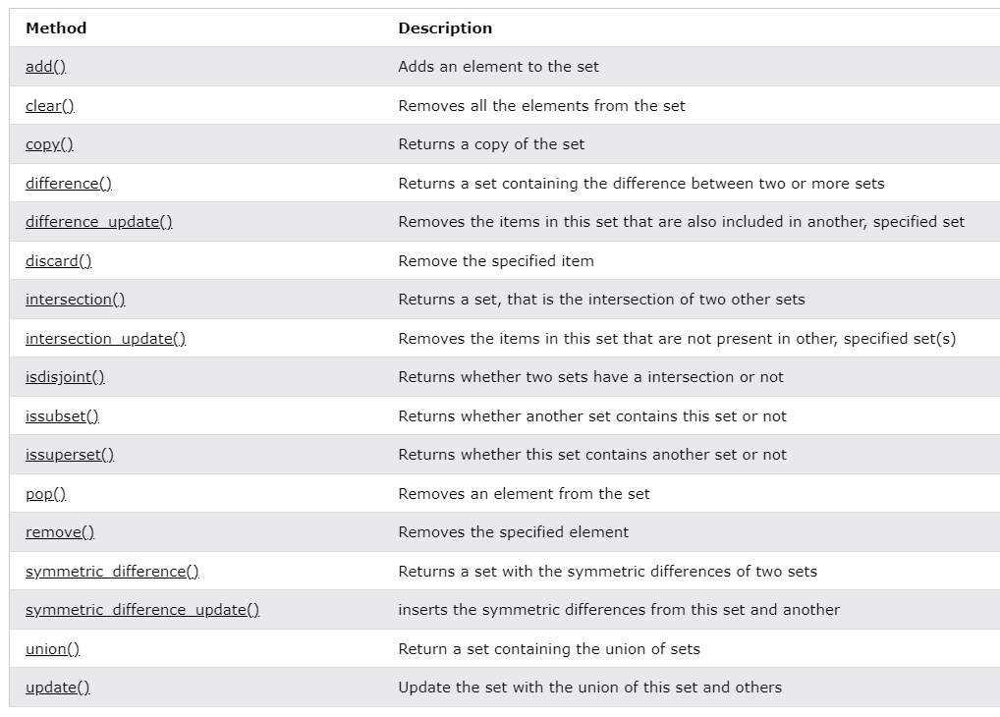 Method Description
add() Adds an element to the set
clear() Removes all the elements from the set
copy() Returns a copy of the set
difference() Returns a set containing the difference between two or more sets
difference_update() Removes the items in this set that are also included in another, specified set
discard() Remove the specified item
intersection() Returns a set, that is the intersection of two other sets
intersection_update() Removes the items in this set that are not present in other, specified set(s)
isdisjoint() Returns whether two sets have a intersection or not
issubset() Returns whether another set contains this set or not
issuperset() Returns whether this set contains another set or not
pop() Removes an element from the set
remove() Removes the specified element
symmetric_difference() Returns a set with the symmetric differences of two sets
symmetric_difference_update() inserts the symmetric differences from this set and another
union() Return a set containing the union of sets
update() Update the set with the union of this set and others